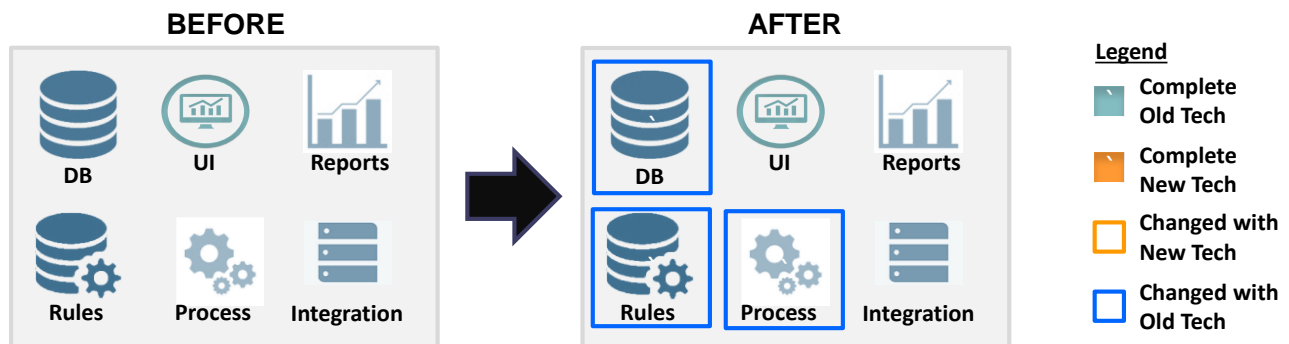 BEFORE
AFTER
DB
UI
Reports
Rules
Process
Integration
DB
UI
Reports
Rules
Process
Integration
Legend
Complete
Old Tech
Complete
New Tech
Changed with
New Tech
Changed with
Old Tech